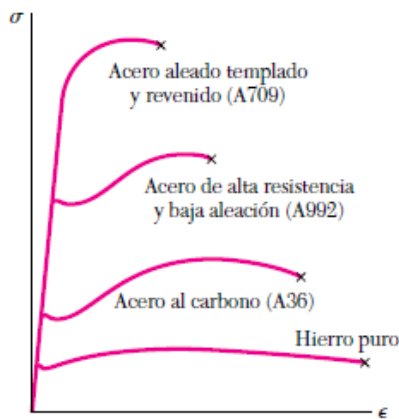 σ
Acero aleado templado
y revenido (A709)
Acero de alta resistencia
y baja aleación (A992)
Acero al carbono (A36)
Hierro puro
ϵ